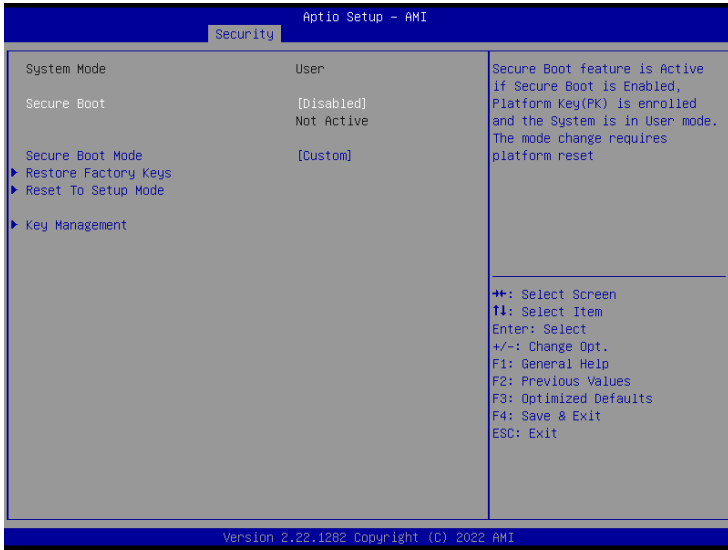 Aptio Setup – AMI
Security
System Mode User
Secure Boot [Disabled]
Not Active
Secure Boot Mode [Custom]
Restore Factory Keys
Reset To Setup Mode
Key Management
Secure Boot feature is Active
if Secure Boot is Enabled,
Platform Key(PK) is enrolled
and the System is in User mode.
The mode change requires
platform reset
→←: Select Screen
↑↓: Select Item
Enter: Select
+/-: Change Opt.
F1: General Help
F2: Previous Values
F3: Optimized Defaults
F4: Save & Exit
ESC: Exit
Version 2.22.1282 Copyright (C) 2022 AMI